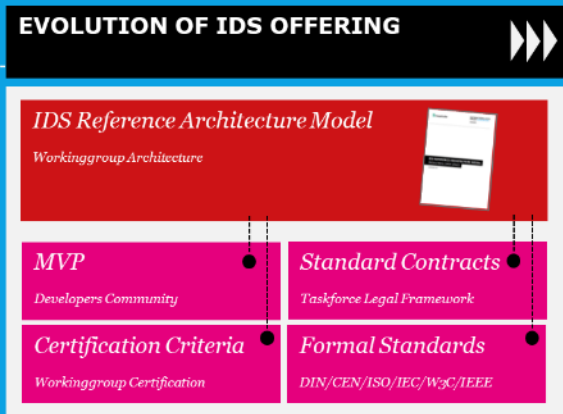 EVOLUTION OF IDS OFFERING
IDS Reference Architecture Model
Workinggroup Architecture
MVP
Developers Community
Standard Contracts
Taskforce Legal Framework
Certification Criteria
Workinggroup Certification
Formal Standards
DIN/CEN/ISO/IEC/W3C/IEEE